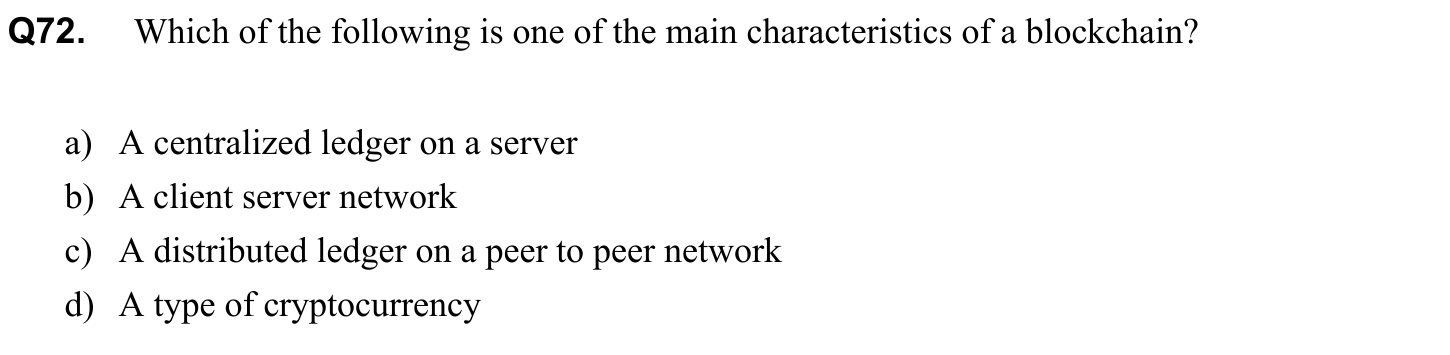 Q72. Which of the following is one of the main characteristics of a blockchain?
a) A centralized ledger on a server
b) A client server network
c) A distributed ledger on a peer to peer network
d) A type of cryptocurrency